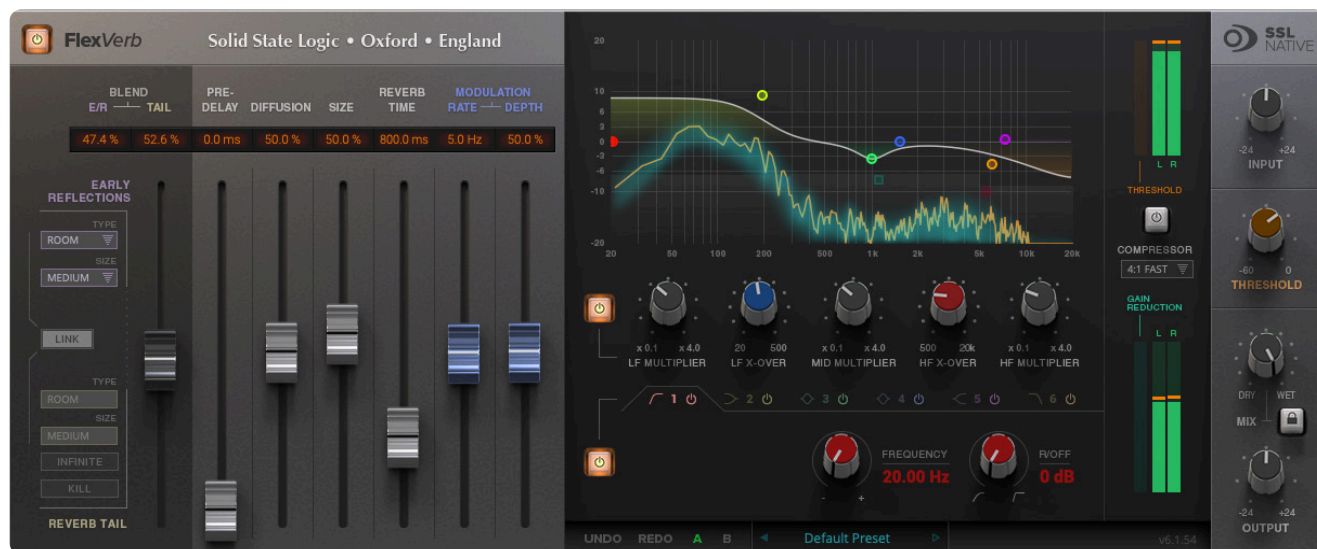 FlexVerb
Solid State Logic • Oxford • England
BLEND
E/R TAIL
PRE-
DELAY
DIFFUSION
SIZE
REVERB
TIME
MODULATION
RATE DEPTH
47.4 % 52.6 % 0.0 ms 50.0 % 50.0 % 800.0 ms 5.0 Hz 50.0 %
EARLY
REFLECTIONS
TYPE
ROOM
SIZE
MEDIUM
LINK
TYPE
ROOM
SIZE
MEDIUM
INFINITE
KILL
REVERB TAIL
20
10
6
3
0
-3
-6
-10
-20
20 50 100 200 500 1k 2k 5k 10k 20k
x 0.1 x 4.0
LF MULTIPLIER
20 500
LF X-OVER
x 0.1 x 4.0
MID MULTIPLIER
500 20k
HF X-OVER
x 0.1 x 4.0
HF MULTIPLIER
1 2 3 4 5 6
- +
FREQUENCY
20.00 Hz
R/OFF
0 dB
UNDO REDO A B Default Preset v6.1.54
L R
THRESHOLD
COMPRESSOR
4:1 FAST
GAIN
REDUCTION
L R
SSL
NATIVE
-24 +24
INPUT
-60 0
THRESHOLD
DRY WET
MIX
-24 +24
OUTPUT